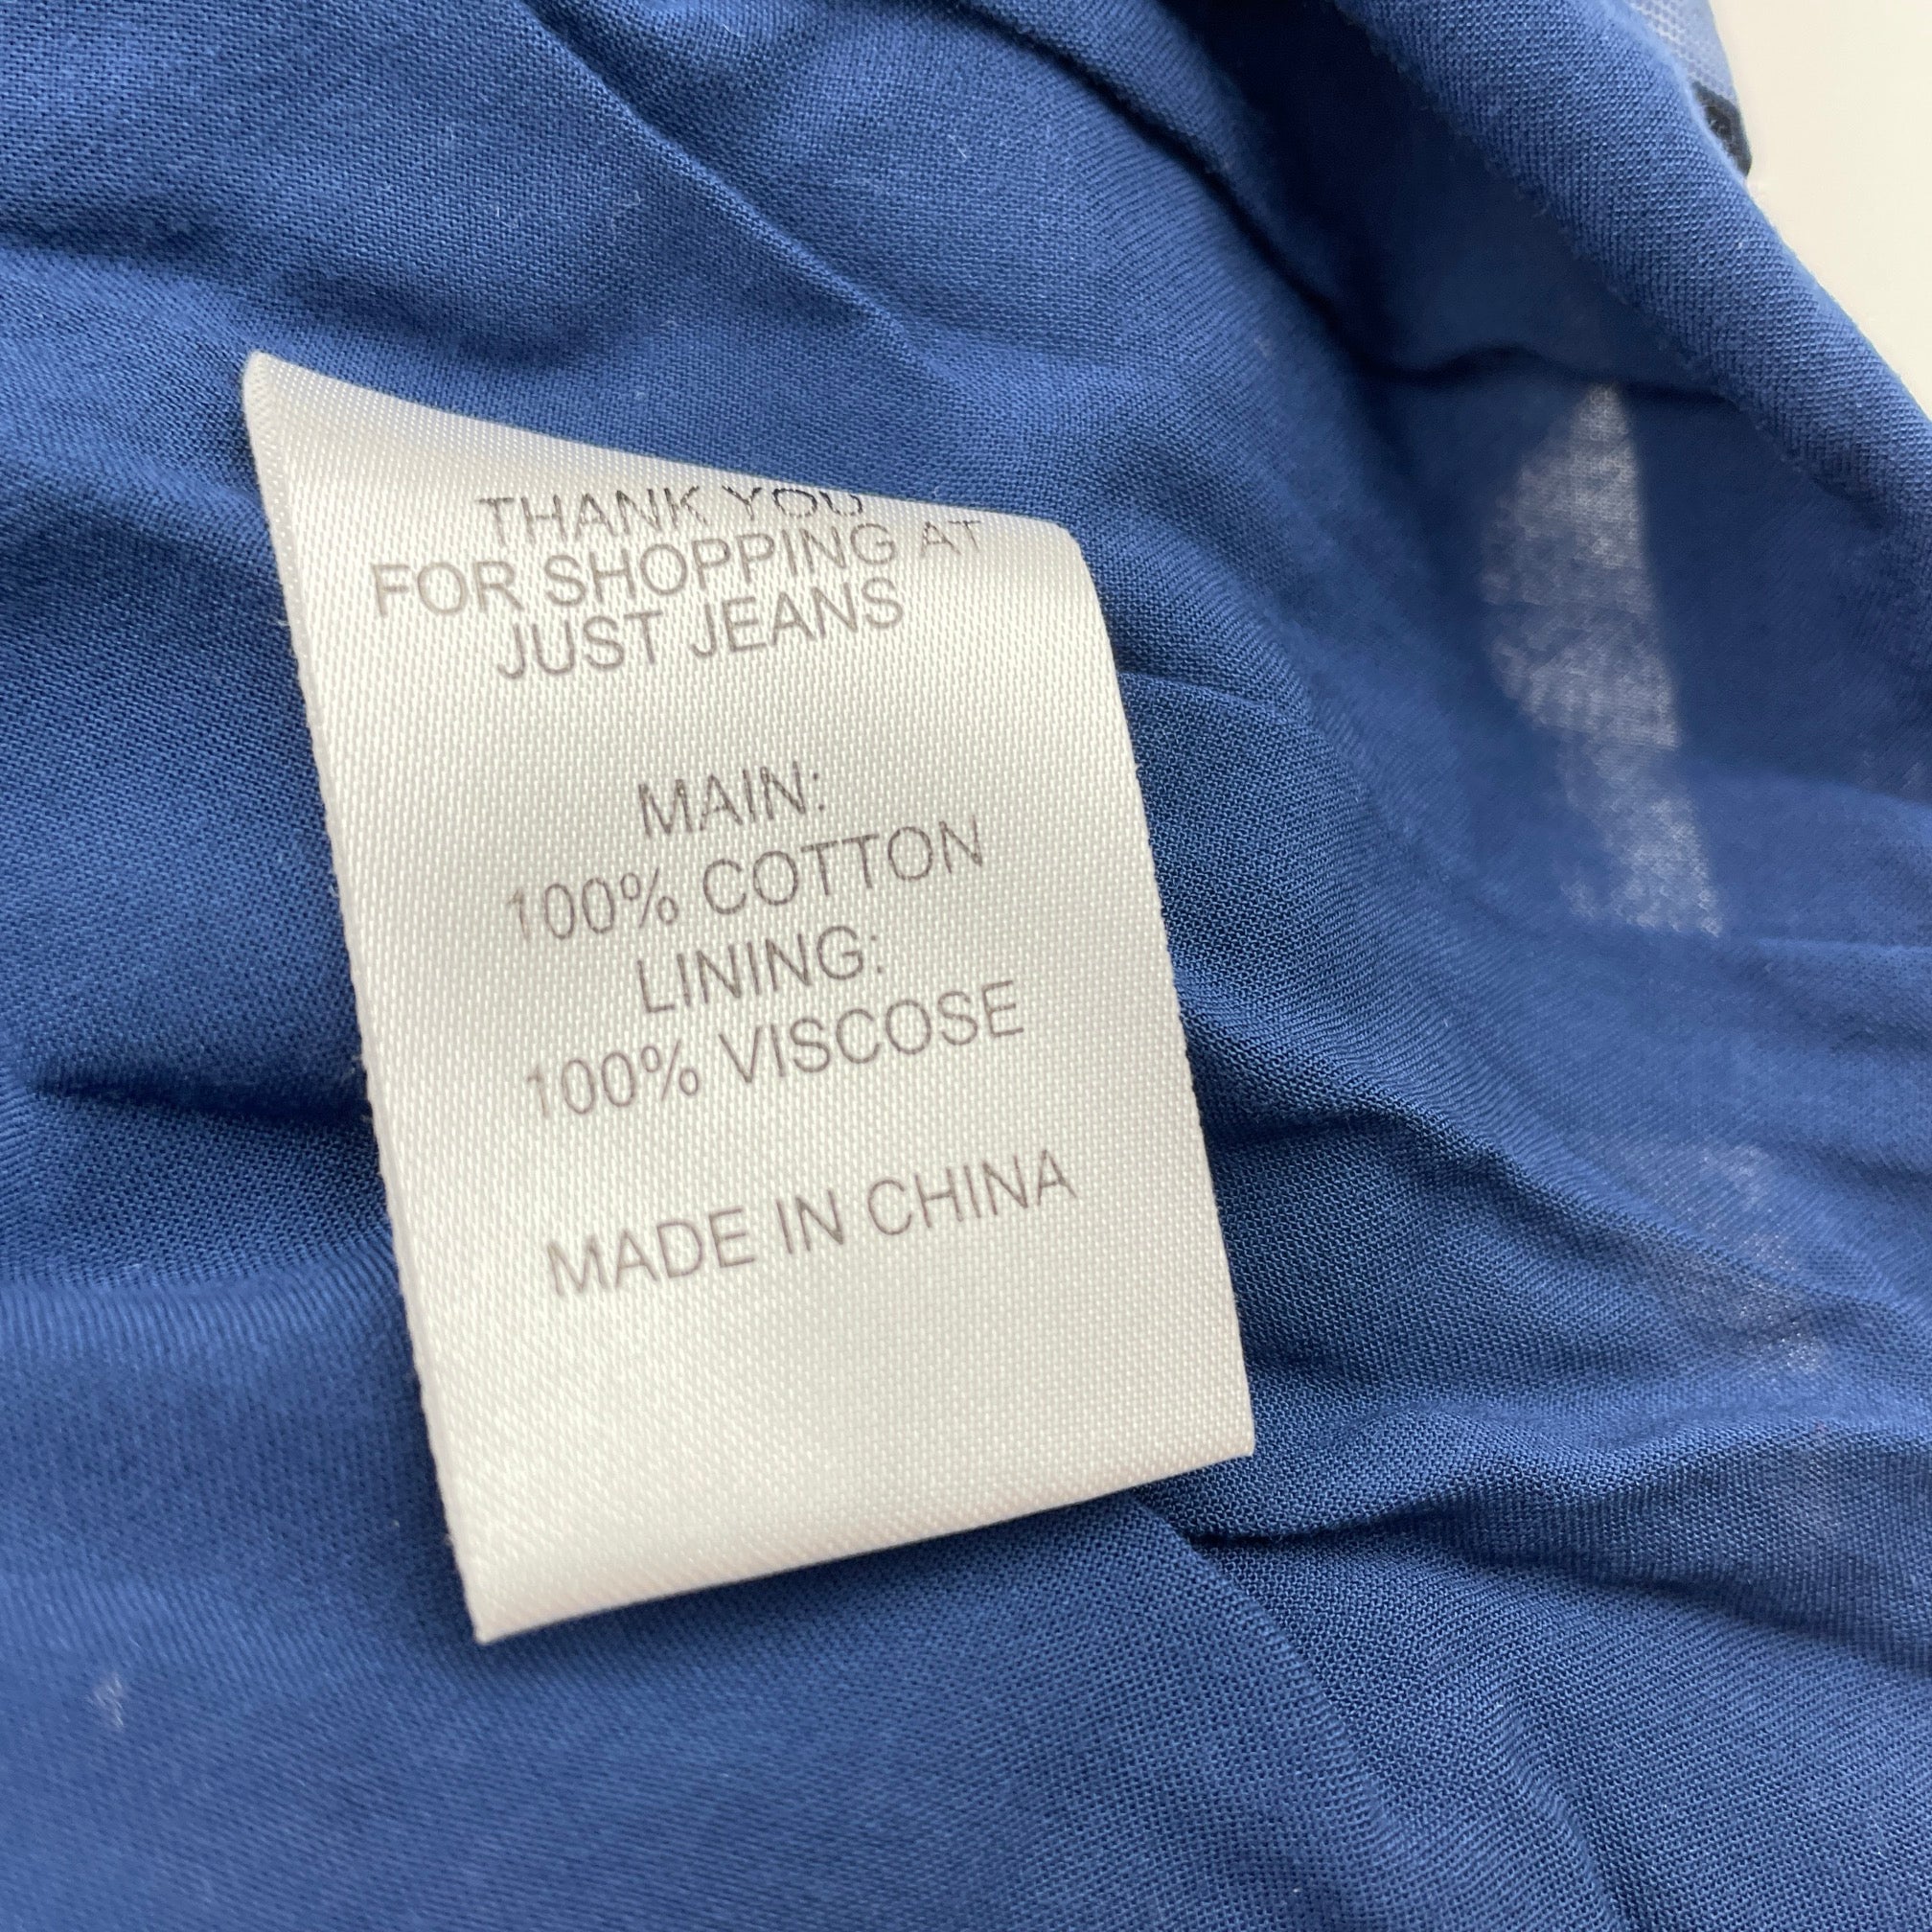 THANK YOU
FOR SHOPPING AT
JUST JEANS
MAIN:
100% COTTON
LINING:
100% VISCOSE
MADE IN CHINA